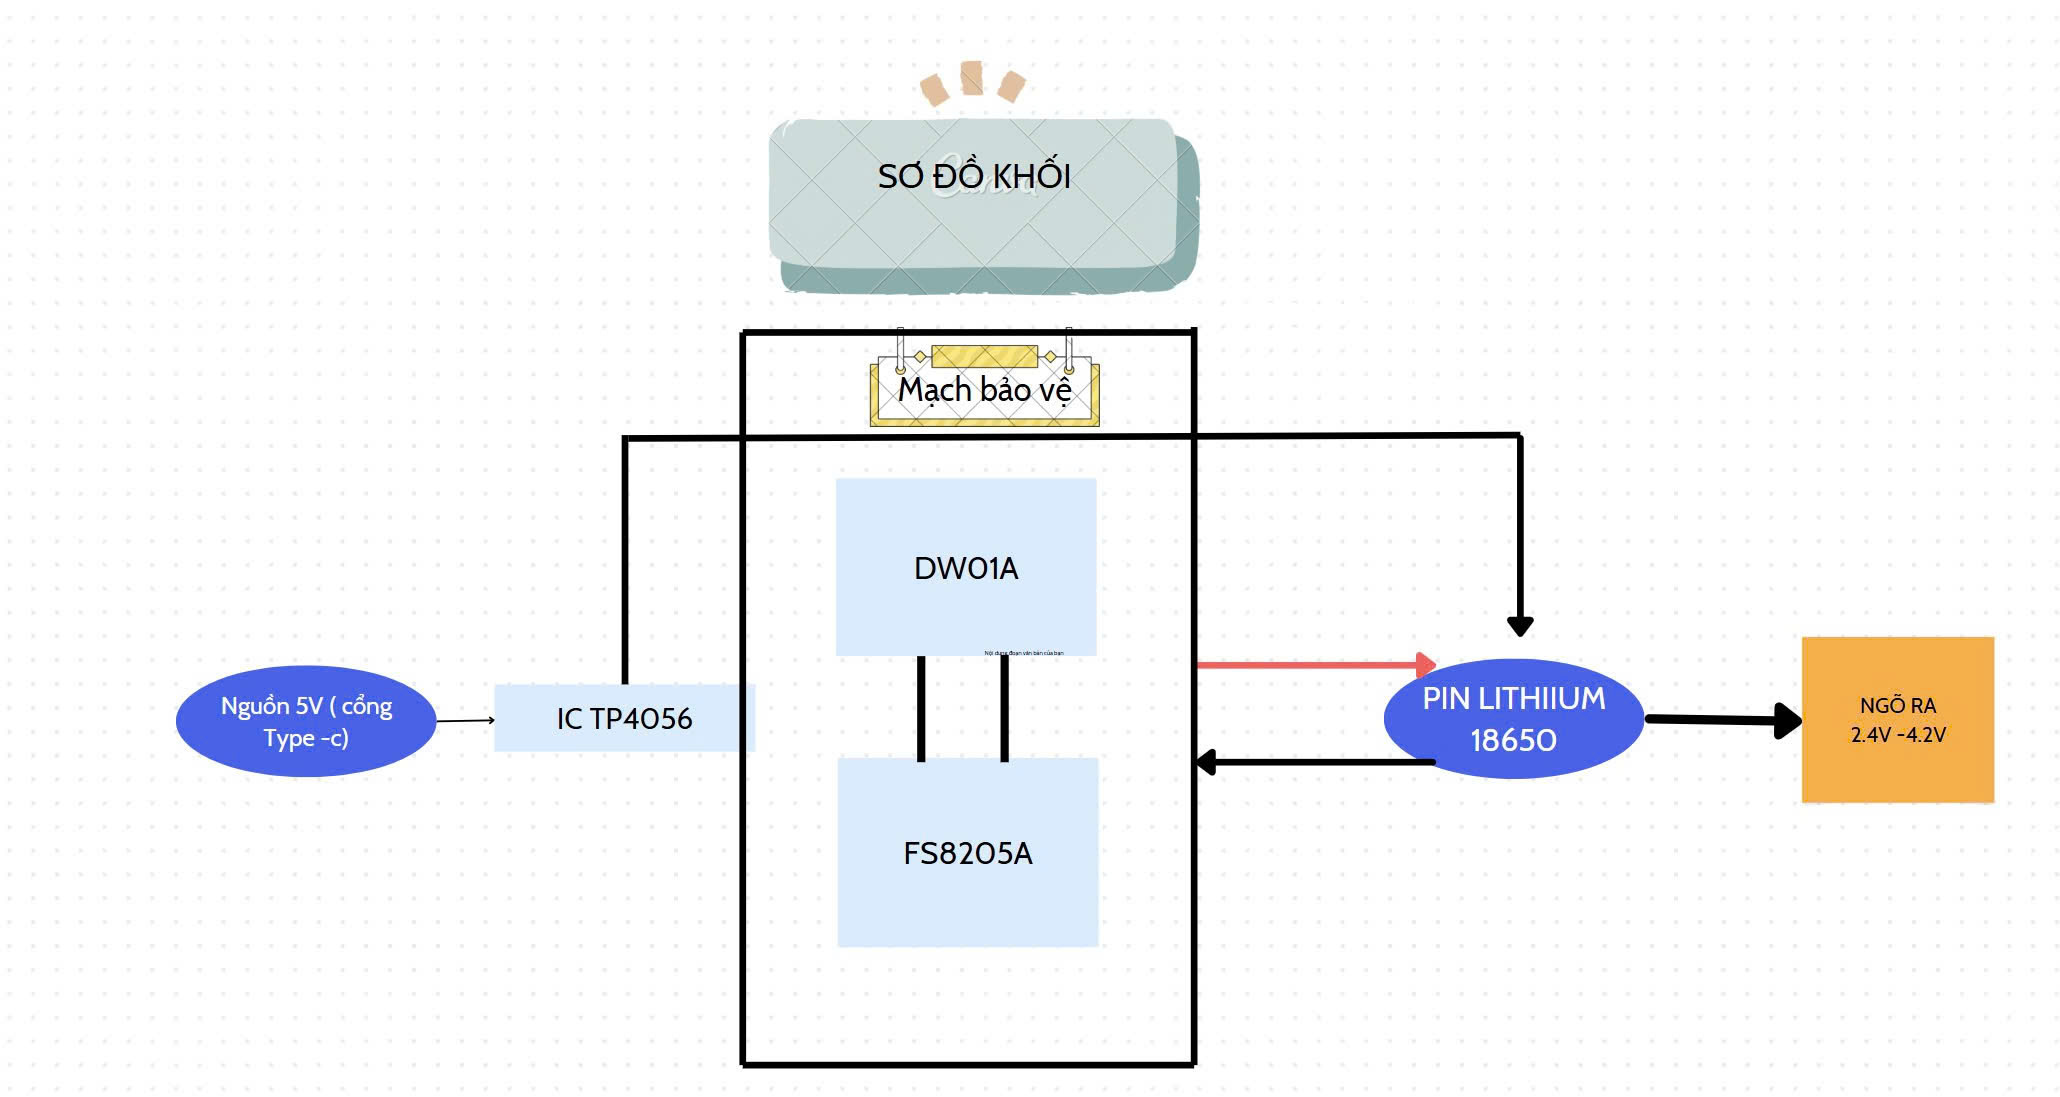 SƠ ĐỒ KHỐI
Canva
Mạch bảo vệ
DW01A
Nội dung đoạn văn bản của bạn
Nguồn 5V ( cổng
Type -c)
IC TP4056
PIN LITHIIUM
18650
NGÕ RA
2.4V -4.2V
FS8205A